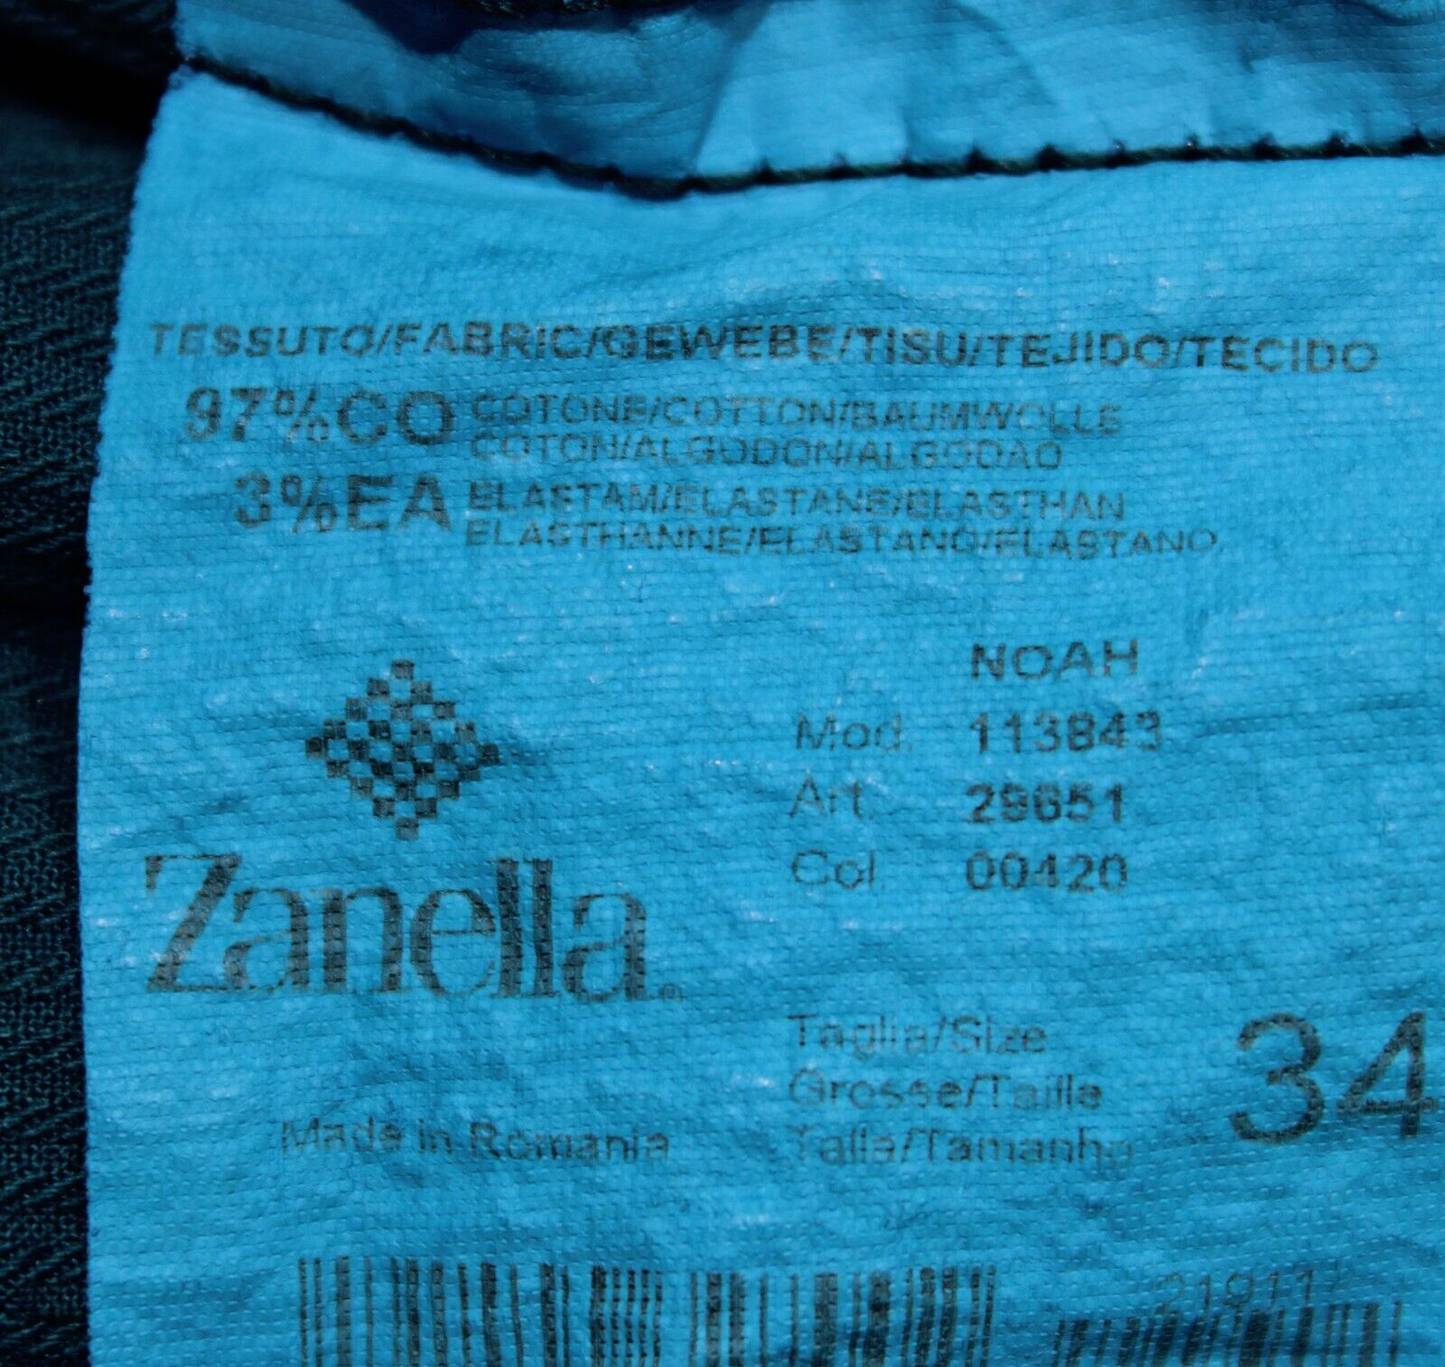 TESSUTO/FABRIC/GEWEBE/TISU/TEJIDO/TECIDO
97%CO COTONE/COTTON/BAUMWOLLE
COTON/ALGODON/ALGODAO
3%EA ELASTAM/ELASTANE/ELASTHAN
ELASTHANNE/ELASTANO/ELASTANO
NOAH
Mod. 113843
Art. 29651
Col. 00420
Zanella
Taglia/Size
Grosse/Taille
Talla/Tamanho
34
Made in Romania